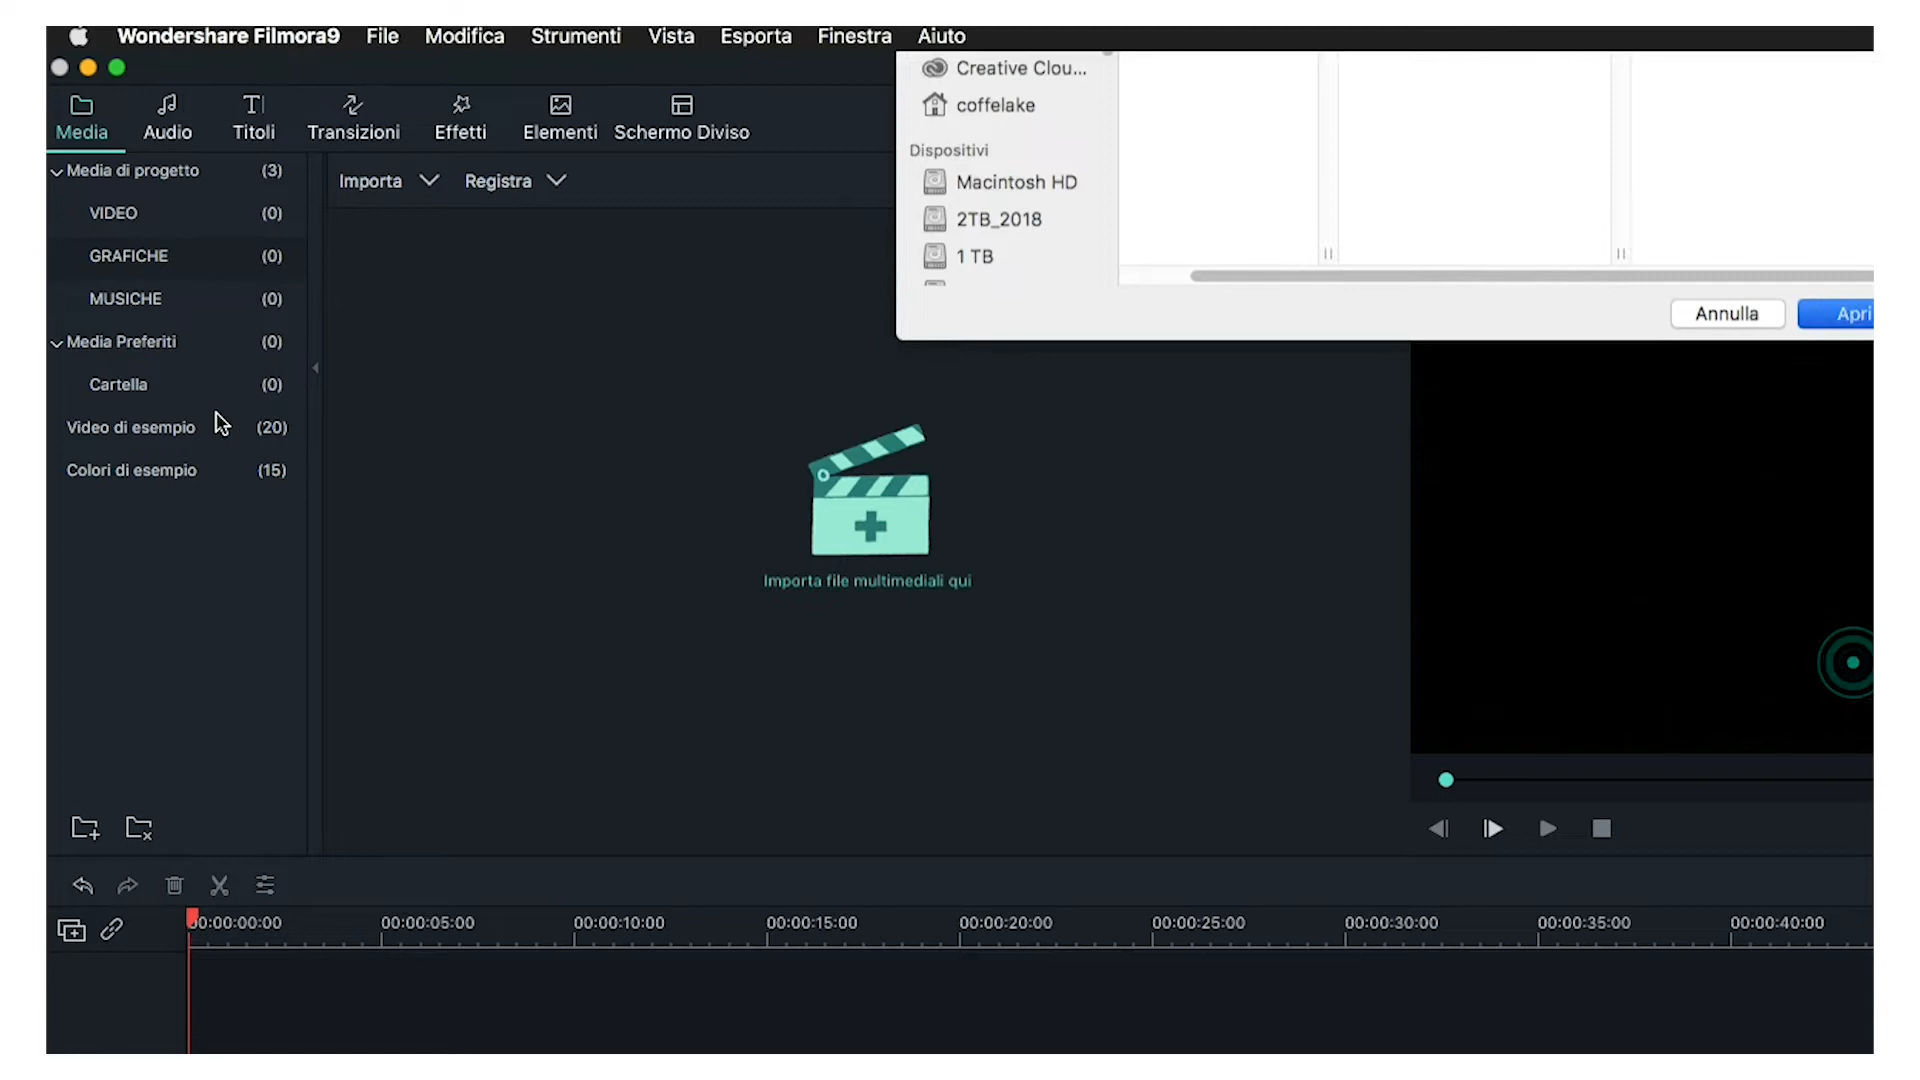 Wondershare Filmora9 File Modifica Strumenti Vista Esporta Finestra Aiuto
Media Audio Titoli Transizioni Effetti Elementi Schermo Diviso
Creative Clou...
coffelake
Dispositivi
Macintosh HD
2TB_2018
1 TB
Annulla Apri
Media di progetto (3)
VIDEO (0)
GRAFICHE (0)
MUSICHE (0)
Media Preferiti (0)
Cartella (0)
Video di esempio (20)
Colori di esempio (15)
Importa Registra
Importa file multimediali qui
00:00:00:00 00:00:05:00 00:00:10:00 00:00:15:00 00:00:20:00 00:00:25:00 00:00:30:00 00:00:35:00 00:00:40:00